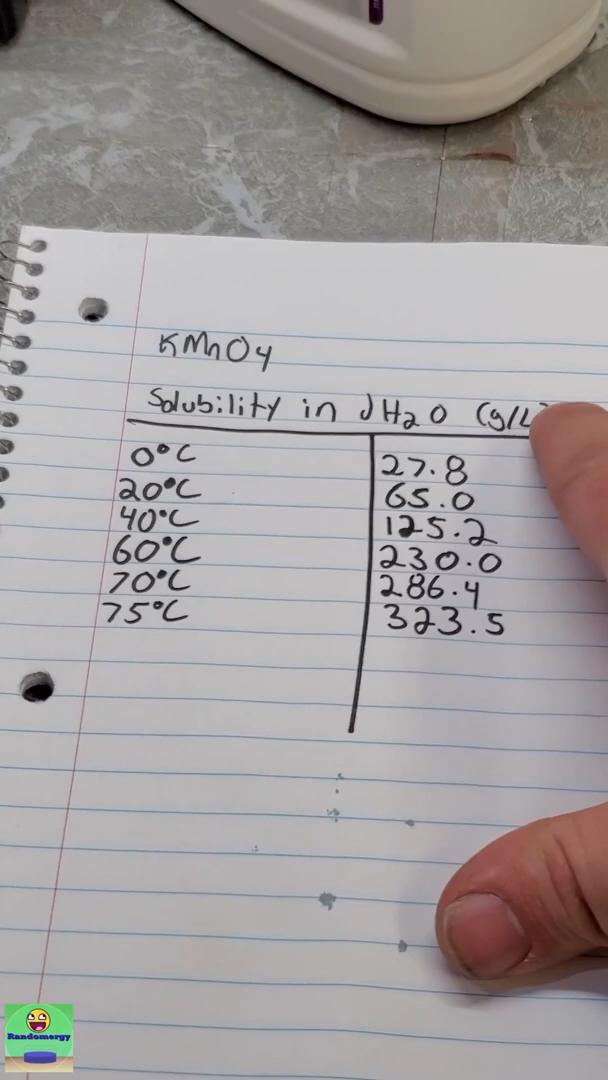 KMnO4
Solubility in dH2O (g/L)
0°C 27.8
20°C 65.0
40°C 125.2
60°C 230.0
70°C 286.4
75°C 323.5
Randomergy